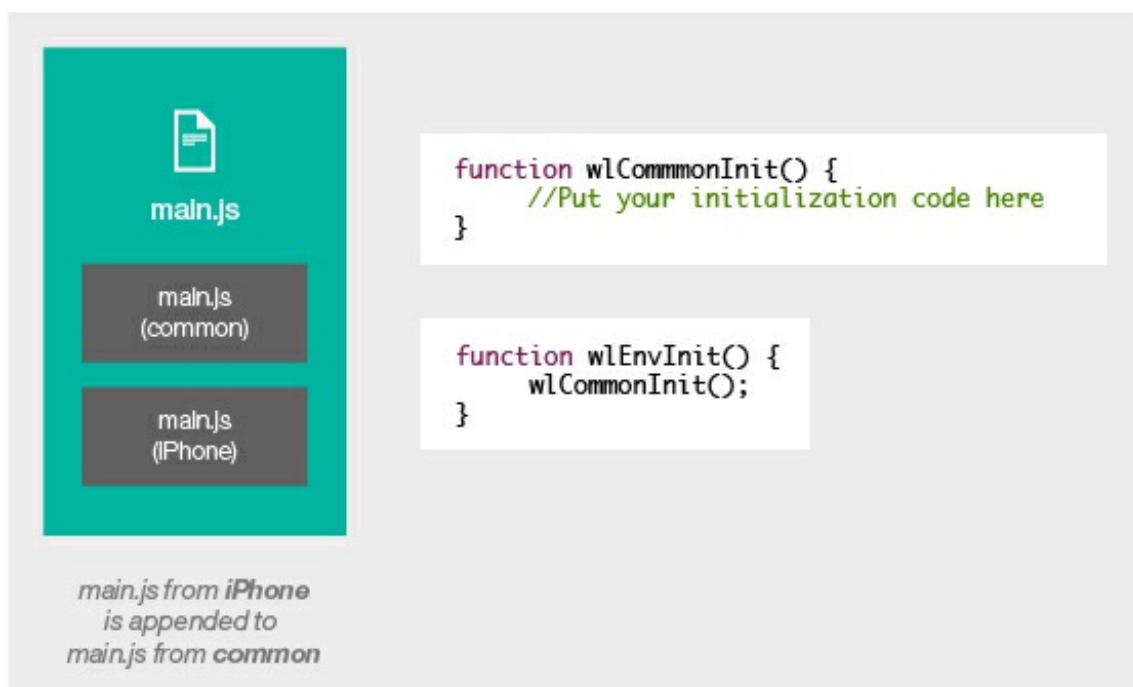 main.js
main.js
(common)
main.js
(IPhone)
main.js from iPhone
is appended to
main.js from common
function wlCommmonInit() {
//Put your initialization code here
}
function wlEnvInit() {
wlCommonInit();
}